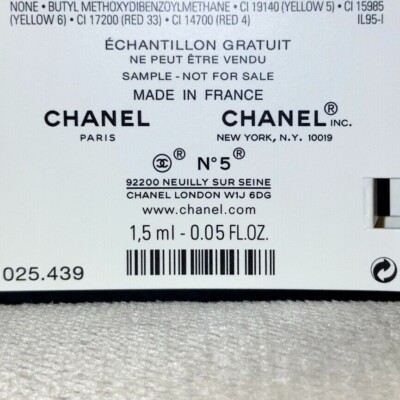 NONE • BUTYL METHOXYDIBENZOYLMETHANE • CI 19140 (YELLOW 5) • CI 15985
(YELLOW 6) • CI 17200 (RED 33) • CI 14700 (RED 4) IL95-I
ÉCHANTILLON GRATUIT
NE PEUT ÊTRE VENDU
SAMPLE - NOT FOR SALE
MADE IN FRANCE
CHANEL CHANEL® INC.
PARIS NEW YORK, N.Y. 10019
® N°5®
92200 NEUILLY SUR SEINE
CHANEL LONDON W1J 6DG
www.chanel.com
1,5 ml - 0.05 FL.OZ.
025.439